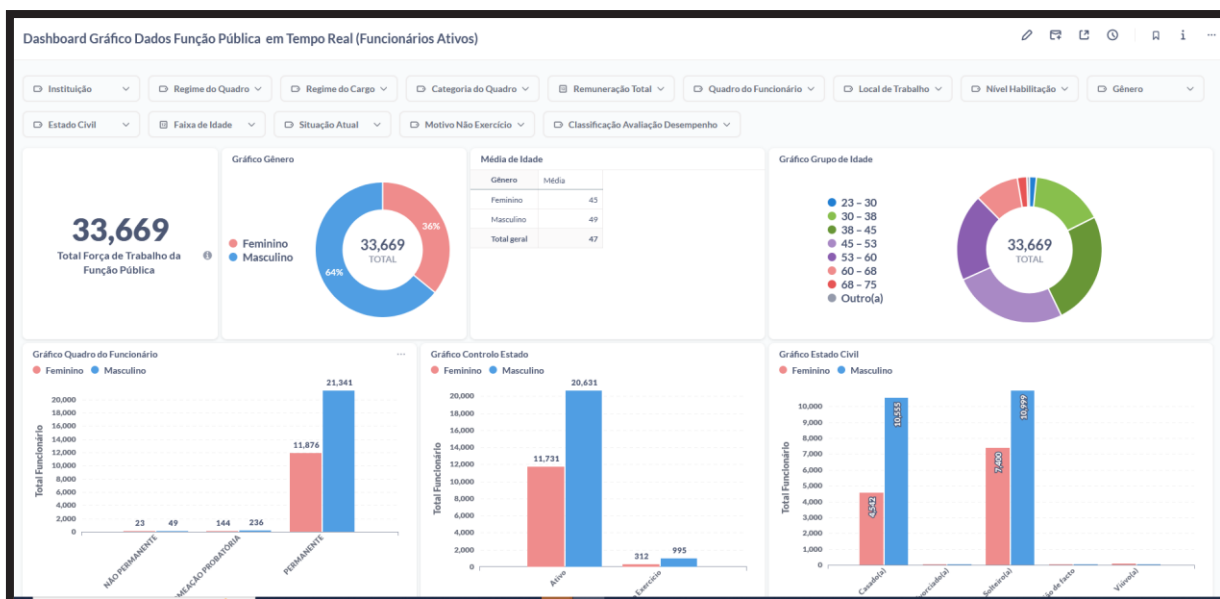 Dashboard Gráfico Dados Função Pública em Tempo Real (Funcionários Ativos)
Instituição
Regime do Quadro
Regime do Cargo
Categoria do Quadro
Remuneração Total
Quadro do Funcionário
Local de Trabalho
Nível Habilitação
Gênero
Estado Civil
Faixa de Idade
Situação Atual
Motivo Não Exercício
Classificação Avaliação Desempenho
33,669
Total Força de Trabalho da
Função Pública
Gráfico Gênero
Feminino
Masculino
36%
64%
33,669
TOTAL
Média de Idade
Gênero Média
Feminino 45
Masculino 49
Total geral 47
Gráfico Grupo de Idade
23 – 30
30 – 38
38 – 45
45 – 53
53 – 60
60 – 68
68 – 75
Outro(a)
33,669
TOTAL
Gráfico Quadro do Funcionário
Feminino Masculino
Total Funcionário
20,000
18,000
16,000
14,000
12,000
10,000
8,000
6,000
4,000
2,000
0
23 49
144 236
11,876 21,341
NÃO PERMANENTE
MEAÇÃO PROBATÓRIA
PERMANENTE
Gráfico Controlo Estado
Feminino Masculino
Total Funcionário
20,000
18,000
16,000
14,000
12,000
10,000
8,000
6,000
4,000
2,000
0
11,731 20,631
312 995
Ativo
Exercício
Gráfico Estado Civil
Feminino Masculino
Total Funcionário
10,000
9,000
8,000
7,000
6,000
5,000
4,000
3,000
2,000
1,000
0
4,542 10,555
7,400 10,999
Casado(a)
orciado(a)
Solteiro(a)
ão de facto
Viúvo(a)